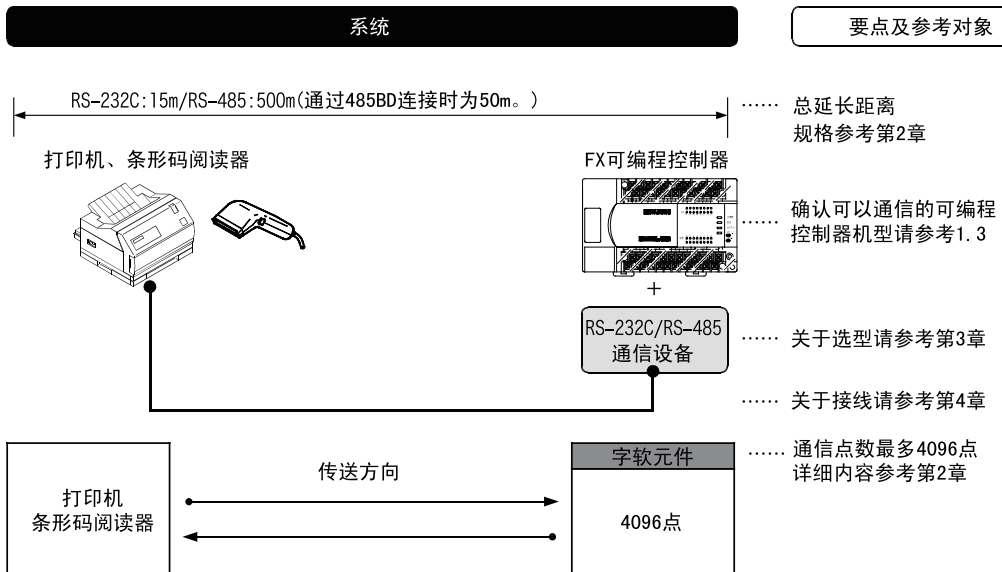 系统
要点及参考对象
RS-232C:15m/RS-485:500m(通过485BD连接时为50m。)
…… 总延长距离
规格参考第2章
打印机、条形码阅读器
FX可编程控制器
…… 确认可以通信的可编程
控制器机型请参考1.3
+
RS-232C/RS-485
通信设备
…… 关于选型请参考第3章
…… 关于接线请参考第4章
打印机
条形码阅读器
传送方向
字软元件
4096点
…… 通信点数最多4096点
详细内容参考第2章